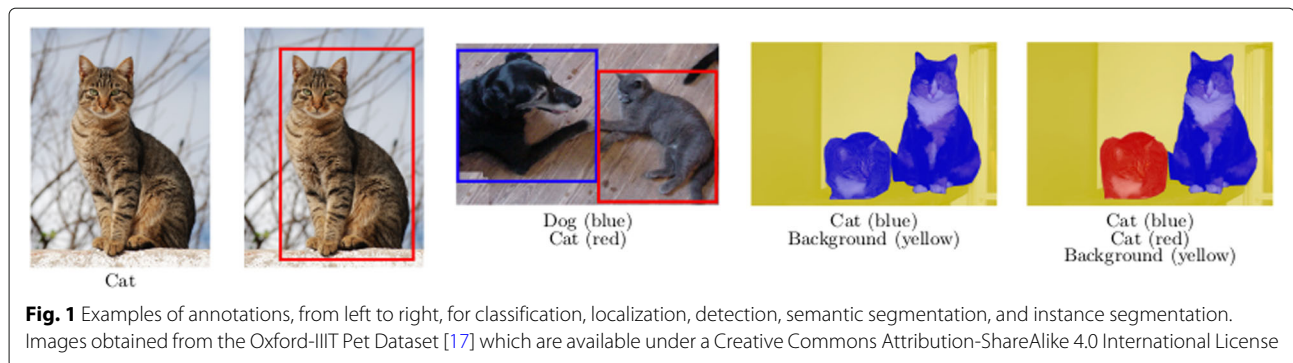 Cat
Dog (blue)
Cat (red)
Cat (blue)
Background (yellow)
Cat (blue)
Cat (red)
Background (yellow)
Fig. 1 Examples of annotations, from left to right, for classification, localization, detection, semantic segmentation, and instance segmentation.
Images obtained from the Oxford-IIIT Pet Dataset [17] which are available under a Creative Commons Attribution-ShareAlike 4.0 International License